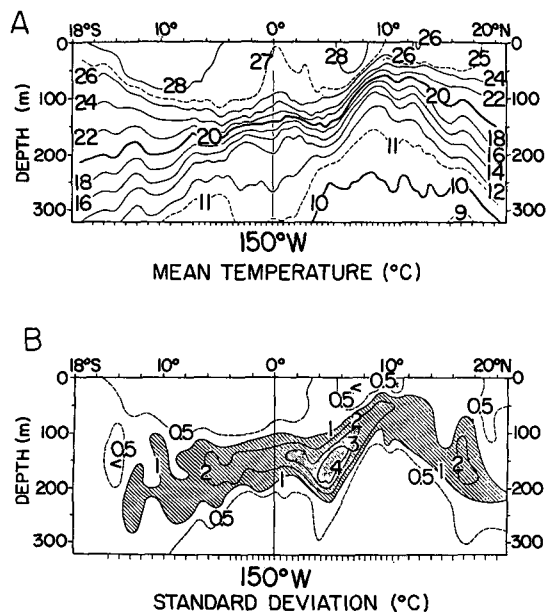 A
18°S 10° 0° 10° 20°N
0 0
100 100
200 200
300 300
DEPTH (m)
26 28 27 28 26 26 25
24 24
22
22 20 20
18 11 18
16
14
12
18
16 11 10 10 9
150°W
MEAN TEMPERATURE (°C)
B
18°S 10° 0° 10° 20°N
0 0
100 100
200 200
300 300
DEPTH (m)
<0.5 0.5 1 2 0.5 1 0.5 1 2 3 4 0.5< 0.5 0.5 1 2 0.5 0.5
150°W
STANDARD DEVIATION (°C)